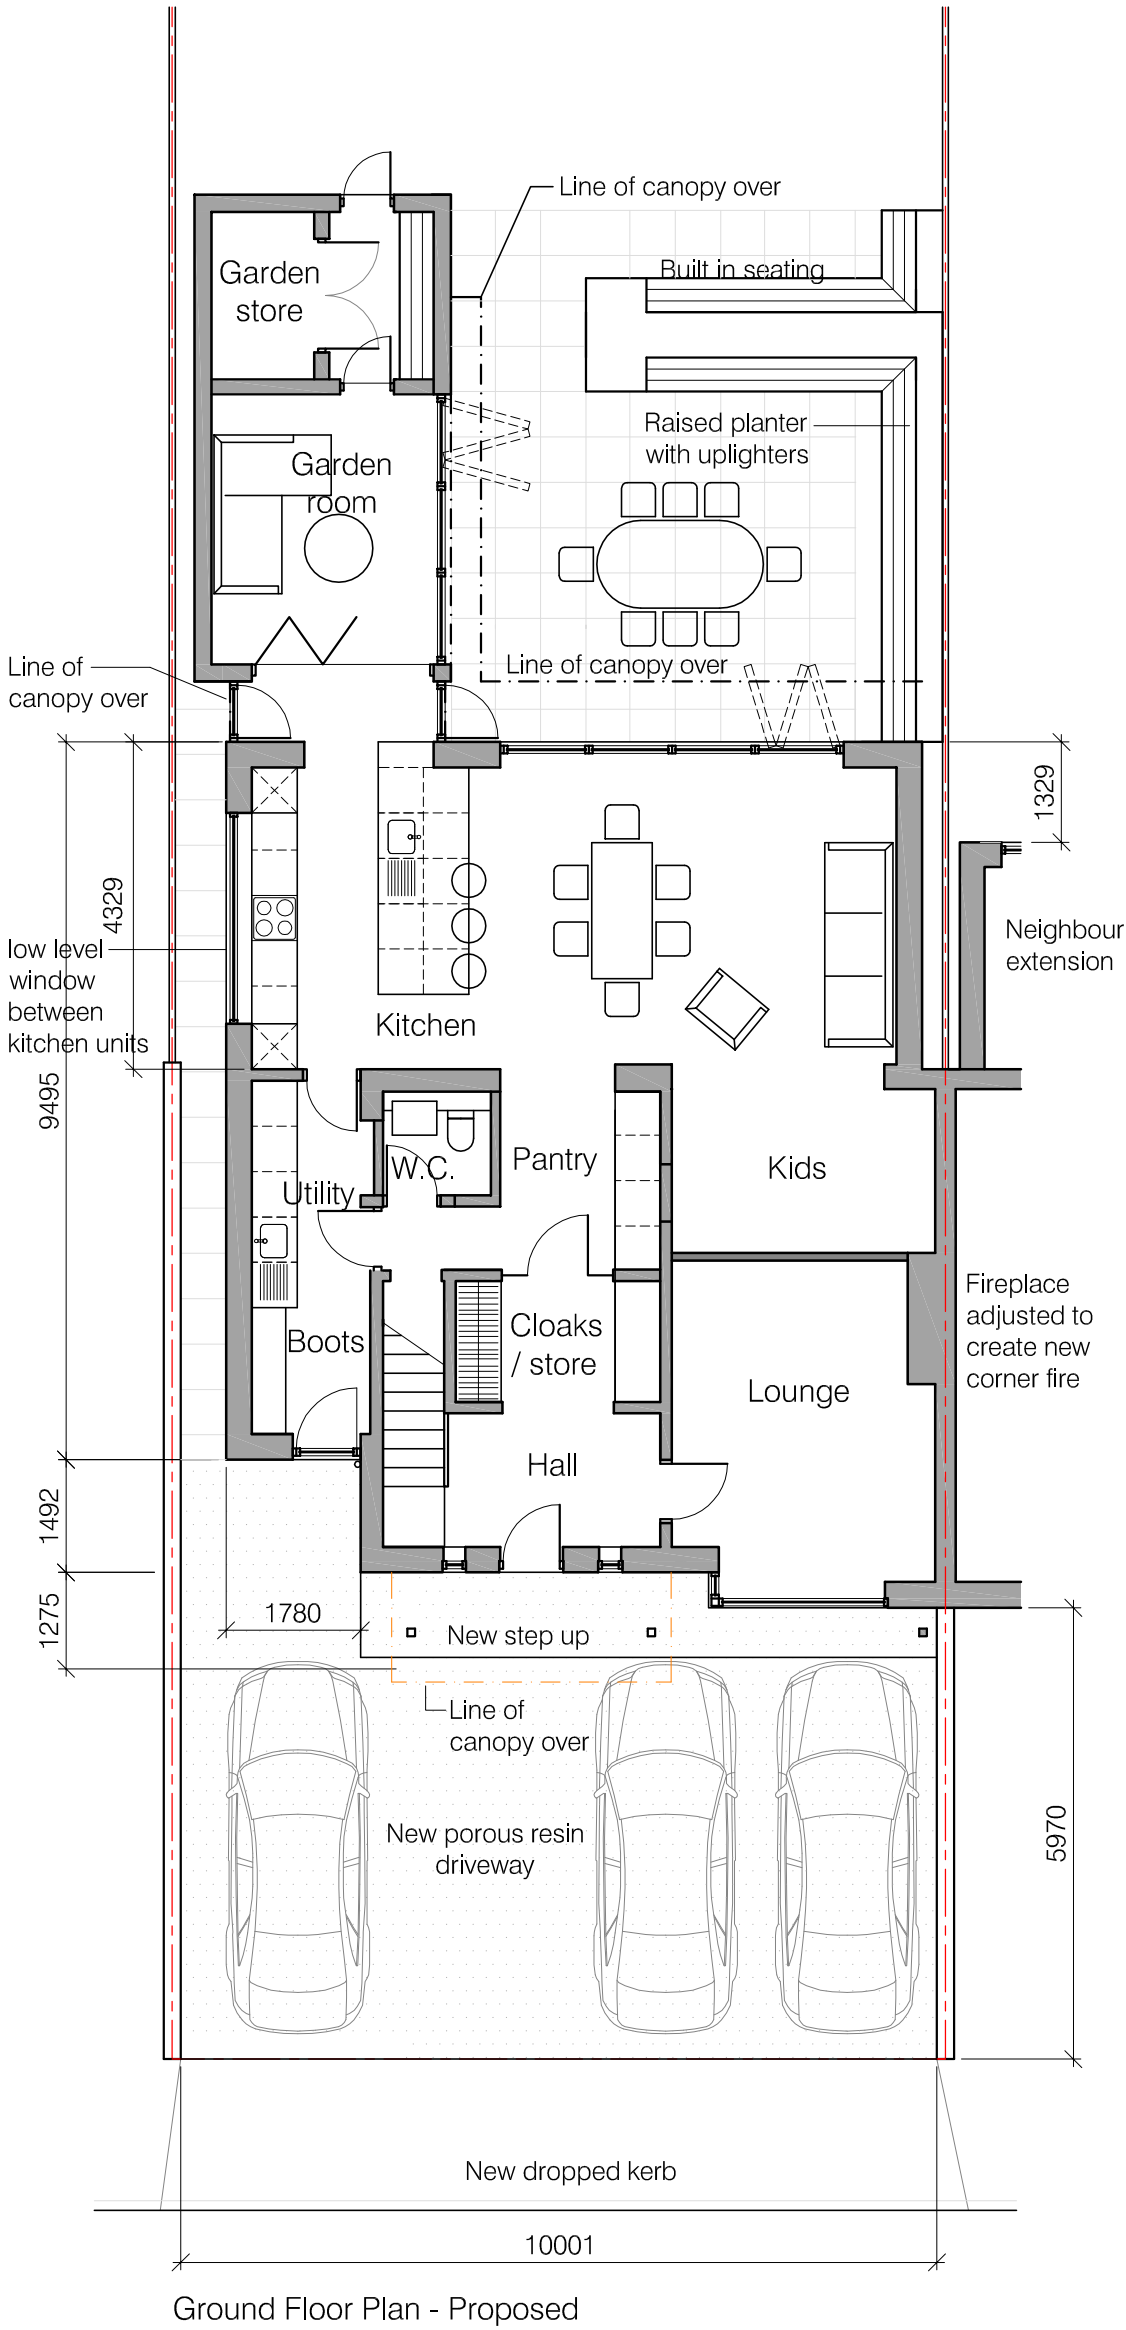 Line of canopy over
Garden
store
Built in seating
Raised planter
with uplighters
Garden
room
Line of
canopy over
Line of canopy over
1329
4329
low level
window
between
kitchen units
Neighbour
extension
Kitchen
9495
W.C.
Pantry
Kids
Utility
Fireplace
adjusted to
create new
corner fire
Boots
Cloaks
/ store
Lounge
Hall
1492
1275
1780
New step up
Line of
canopy over
New porous resin
driveway
5970
New dropped kerb
10001
Ground Floor Plan - Proposed